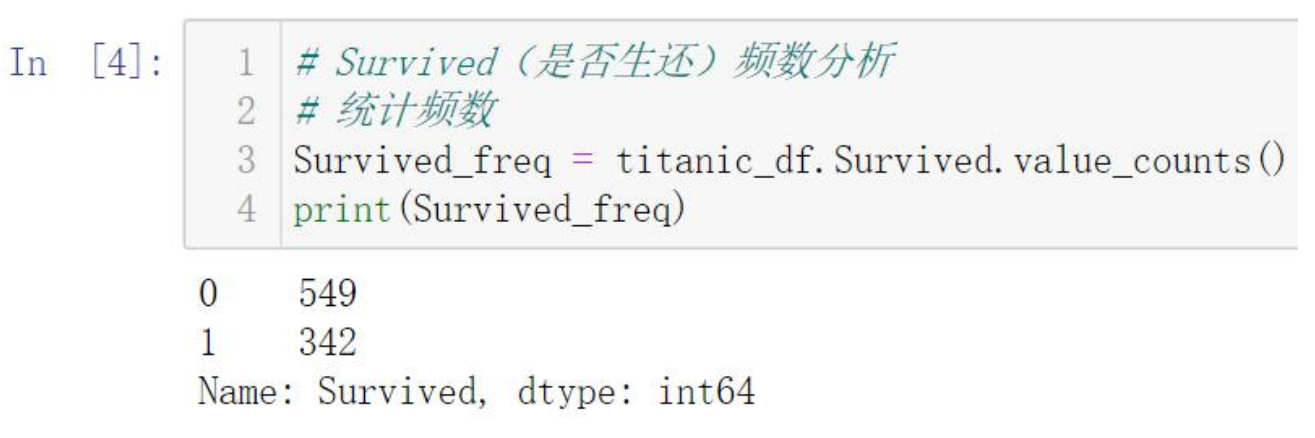 In [4]:
1 # Survived（是否生还）频数分析
2 # 统计频数
3 Survived_freq = titanic_df.Survived.value_counts()
4 print(Survived_freq)
0    549
1    342
Name: Survived, dtype: int64